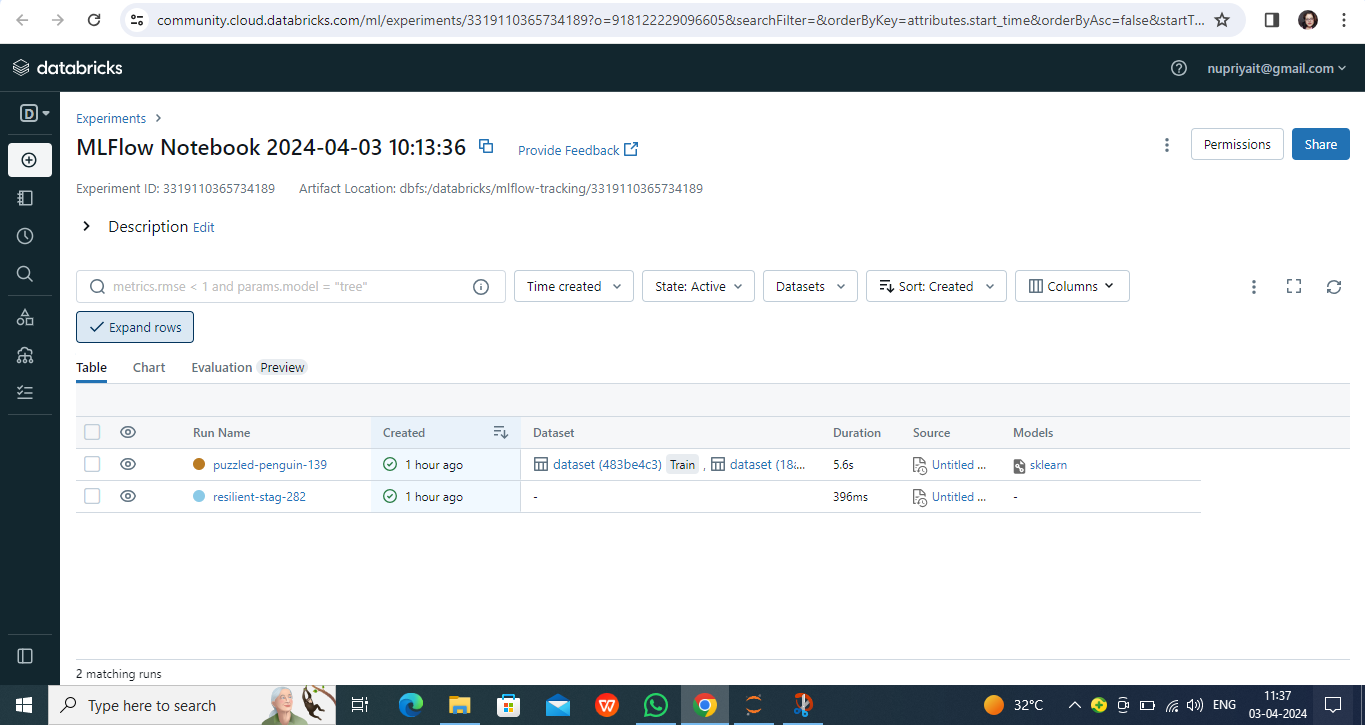 community.cloud.databricks.com/ml/experiments/3319110365734189?o=918122229096605&searchFilter=&orderByKey=attributes.start_time&orderByAsc=false&startT...
databricks
nupriyait@gmail.com
D
Experiments
MLFlow Notebook 2024-04-03 10:13:36
Provide Feedback
Permissions
Share
Experiment ID: 3319110365734189
Artifact Location: dbfs:/databricks/mlflow-tracking/3319110365734189
Description Edit
metrics.rmse < 1 and params.model = "tree"
Time created
State: Active
Datasets
Sort: Created
Columns
Expand rows
Table
Chart
Evaluation Preview
Run Name
Created
Dataset
Duration
Source
Models
puzzled-penguin-139
1 hour ago
dataset (483be4c3) Train , dataset (18a...
5.6s
Untitled ...
sklearn
resilient-stag-282
1 hour ago
-
396ms
Untitled ...
-
2 matching runs
Type here to search
W
32°C
ENG
11:37
03-04-2024